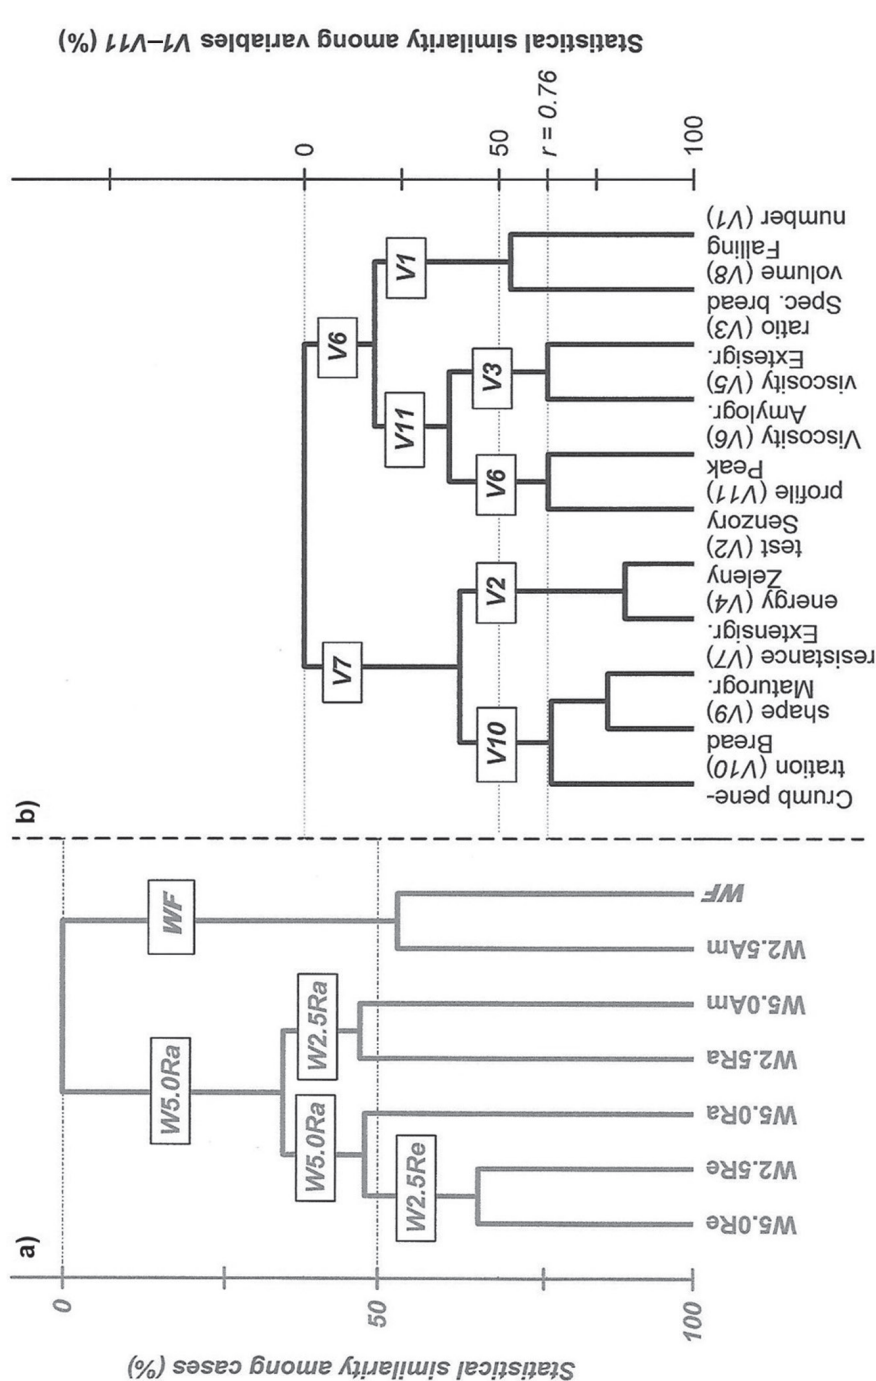 a)
Statistical similarity among cases (%)
0
50
100
W5.0Ra
WF
W5.0Ra
W2.5Ra
W2.5Re
W5.0Re
W2.5Re
W5.0Ra
W2.5Ra
W5.0Am
W2.5Am
WF
b)
V7
V6
V10
V2
V11
V1
V6
V3
Crumb pene-
tration (V10)
Bread
shape (V9)
Maturogr.
resistance (V7)
Extensigr.
energy (V4)
Zeleny
test (V2)
Senzory
profile (V11)
Peak
Viscosity (V6)
Amylogr.
viscosity (V5)
Extesigr.
ratio (V3)
Spec. bread
volume (V8)
Falling
number (V1)
0
50
r = 0.76
100
Statistical similarity among variables V1–V11 (%)